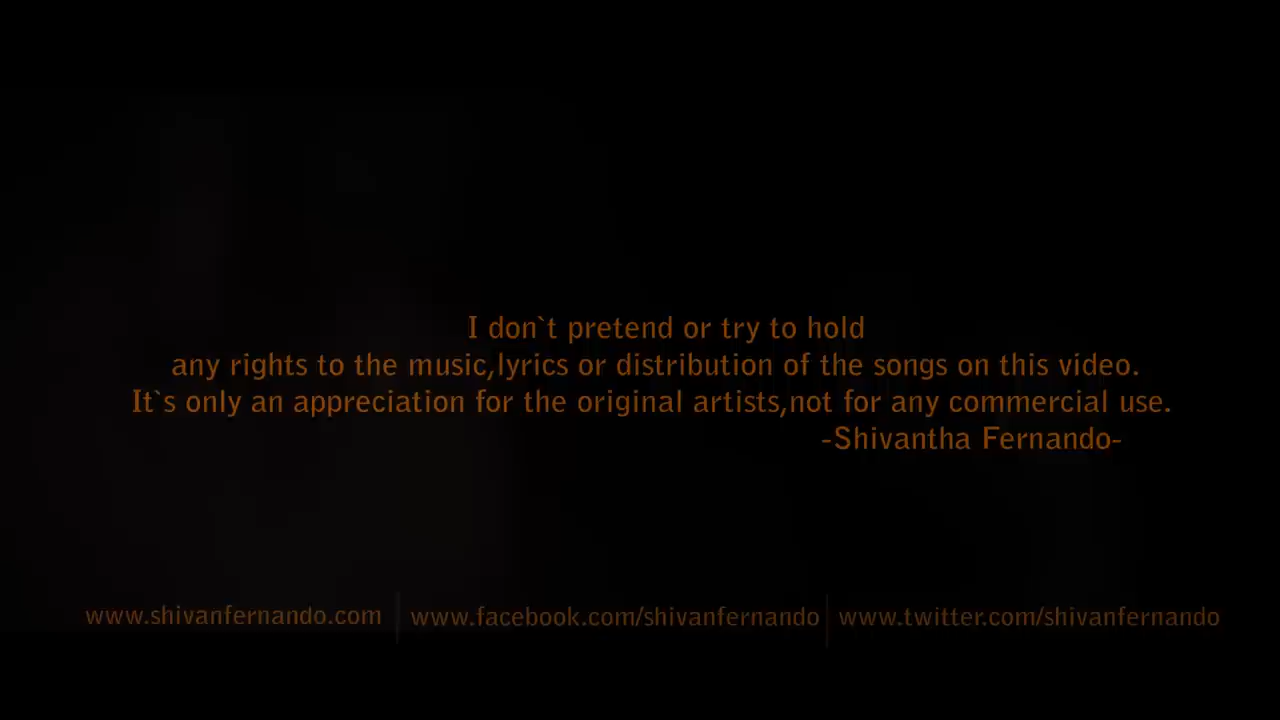 I don`t pretend or try to hold
any rights to the music,lyrics or distribution of the songs on this video.
It`s only an appreciation for the original artists,not for any commercial use.
-Shivantha Fernando-
www.shivanfernando.com | www.facebook.com/shivanfernando | www.twitter.com/shivanfernando